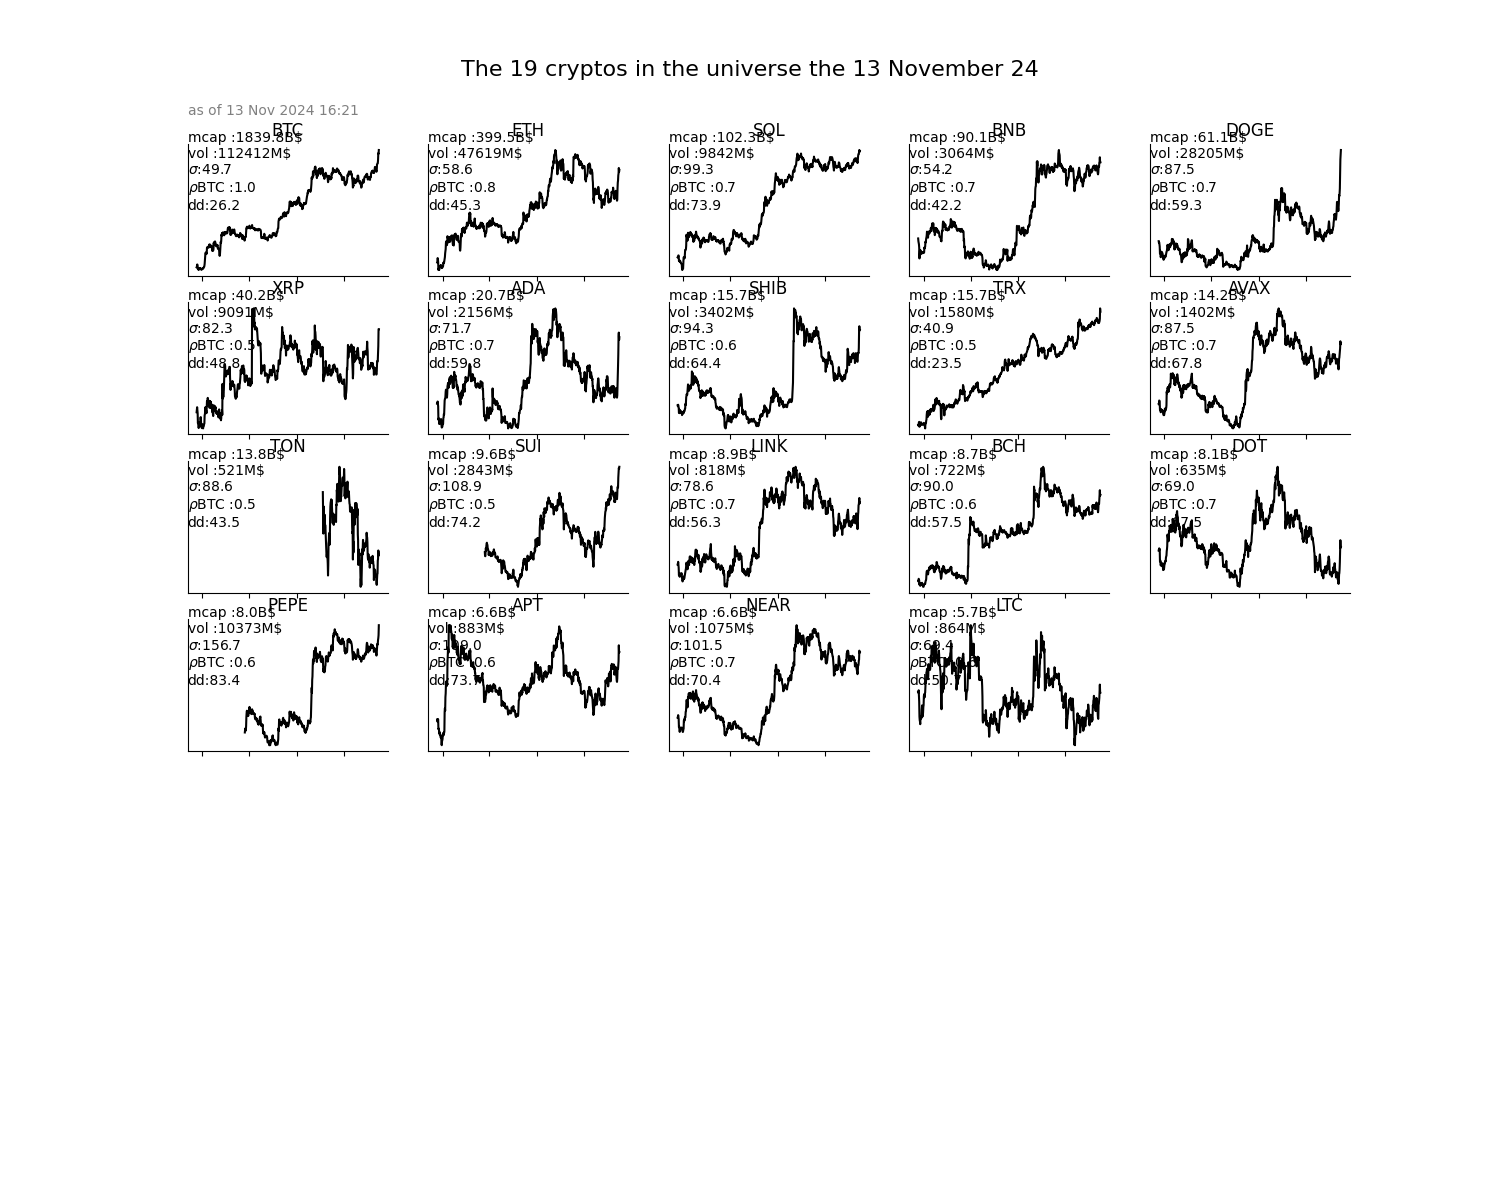 The 19 cryptos in the universe the 13 November 24
as of 13 Nov 2024 16:21
BTC
mcap :1839.8B$
vol :112412M$
σ:49.7
ρBTC :1.0
dd:26.2
ETH
mcap :399.5B$
vol :47619M$
σ:58.6
ρBTC :0.8
dd:45.3
SOL
mcap :102.3B$
vol :9842M$
σ:99.3
ρBTC :0.7
dd:73.9
BNB
mcap :90.1B$
vol :3064M$
σ:54.2
ρBTC :0.7
dd:42.2
DOGE
mcap :61.1B$
vol :28205M$
σ:87.5
ρBTC :0.7
dd:59.3
XRP
mcap :40.2B$
vol :9091M$
σ:82.3
ρBTC :0.5
dd:48.8
ADA
mcap :20.7B$
vol :2156M$
σ:71.7
ρBTC :0.7
dd:59.8
SHIB
mcap :15.7B$
vol :3402M$
σ:94.3
ρBTC :0.6
dd:64.4
TRX
mcap :15.7B$
vol :1580M$
σ:40.9
ρBTC :0.5
dd:23.5
AVAX
mcap :14.2B$
vol :1402M$
σ:87.5
ρBTC :0.7
dd:67.8
TON
mcap :13.8B$
vol :521M$
σ:88.6
ρBTC :0.5
dd:43.5
SUI
mcap :9.6B$
vol :2843M$
σ:108.9
ρBTC :0.5
dd:74.2
LINK
mcap :8.9B$
vol :818M$
σ:78.6
ρBTC :0.7
dd:56.3
BCH
mcap :8.7B$
vol :722M$
σ:90.0
ρBTC :0.6
dd:57.5
DOT
mcap :8.1B$
vol :635M$
σ:69.0
ρBTC :0.7
PEPE
mcap :8.0B$
vol :10373M$
σ:156.7
ρBTC :0.6
dd:83.4
APT
mcap :6.6B$
vol :883M$
σ:109.0
ρBTC :0.6
NEAR
mcap :6.6B$
vol :1075M$
σ:101.5
ρBTC :0.7
dd:70.4
LTC
mcap :5.7B$
vol :864M$